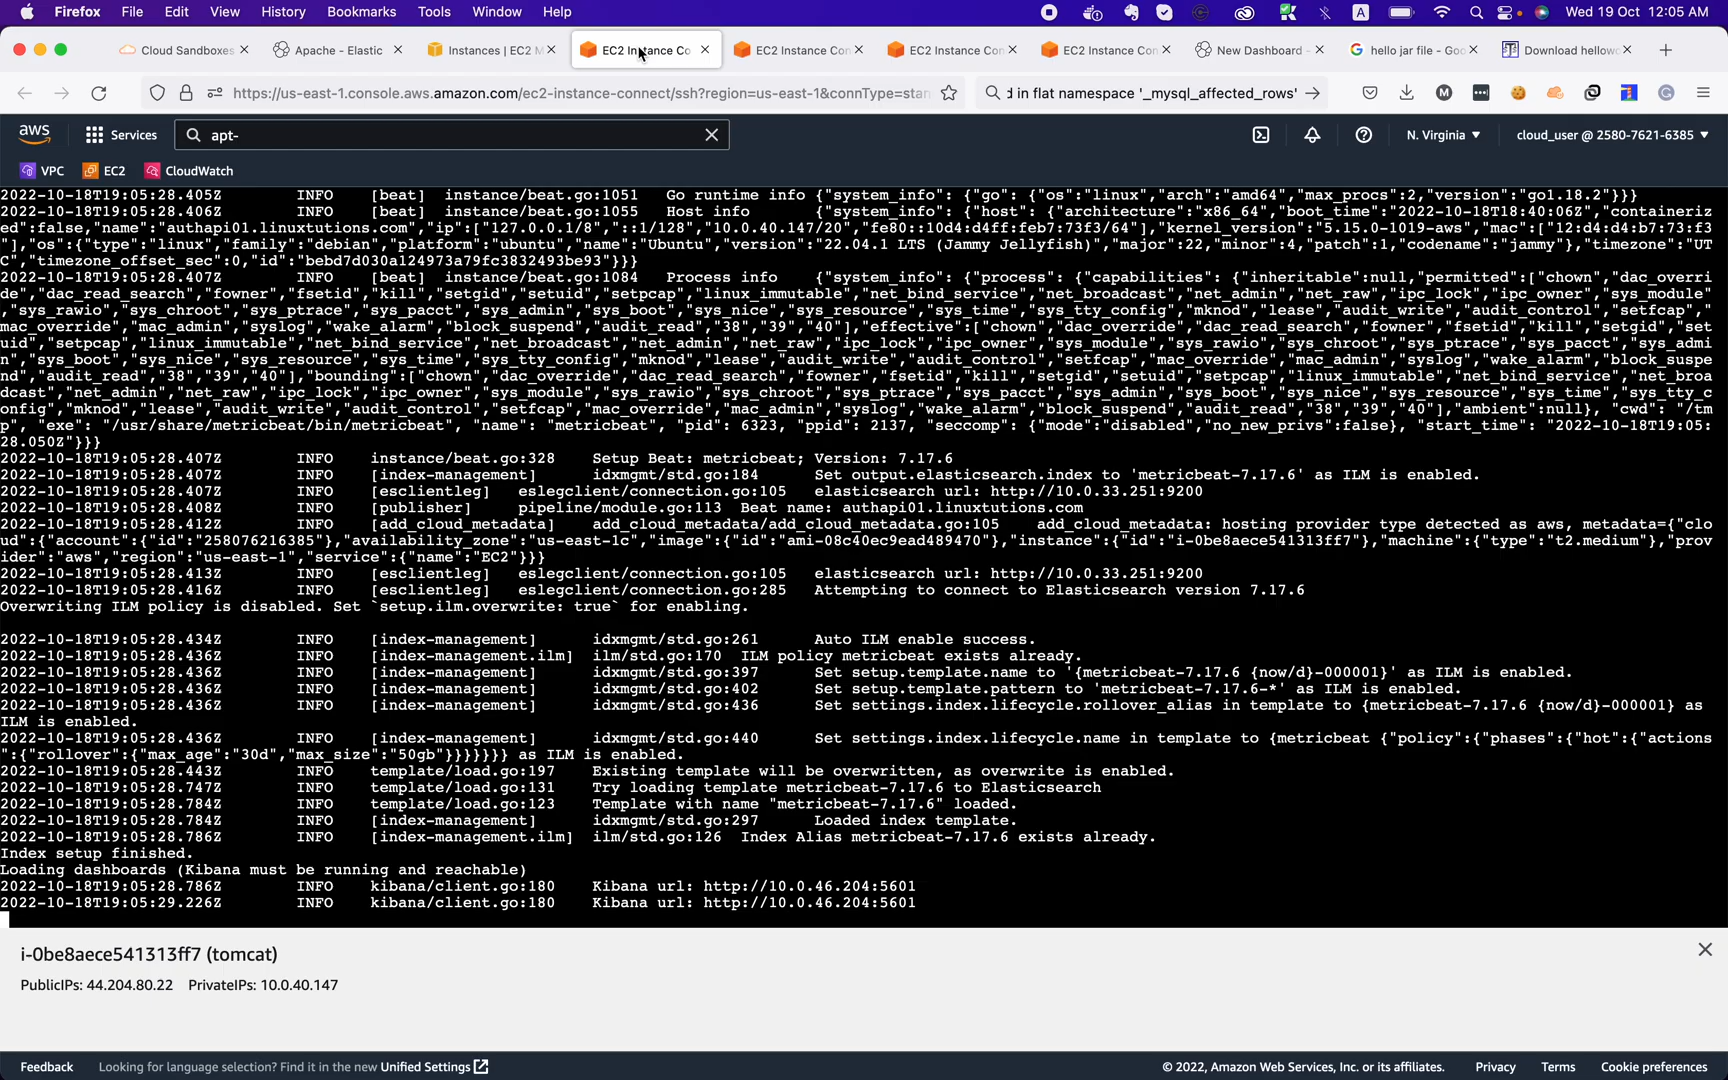 Firefox File Edit View History Bookmarks Tools Window Help A Wed 19 Oct 12:05 AM
Cloud Sandboxes Apache - Elastic Instances | EC2 M EC2 Instance Co EC2 Instance Con EC2 Instance Con EC2 Instance Con New Dashboard - hello jar file - Goo Download hellow
https://us-east-1.console.aws.amazon.com/ec2-instance-connect/ssh?region=us-east-1&connType=stan d in flat namespace '_mysql_affected_rows'
aws Services apt- N. Virginia cloud_user @ 2580-7621-6385
VPC EC2 CloudWatch
2022-10-18T19:05:28.405Z INFO [beat] instance/beat.go:1051 Go runtime info {"system_info": {"go": {"os":"linux","arch":"amd64","max_procs":2,"version":"go1.18.2"}}}
2022-10-18T19:05:28.406Z INFO [beat] instance/beat.go:1055 Host info {"system_info": {"host": {"architecture":"x86_64","boot_time":"2022-10-18T18:40:06Z","containeriz
ed":false,"name":"authapi01.linuxtutions.com","ip":["127.0.0.1/8","::1/128","10.0.40.147/20","fe80::10d4:d4ff:feb7:73f3/64"],"kernel_version":"5.15.0-1019-aws","mac":["12:d4:d4:b7:73:f3
"],"os":{"type":"linux","family":"debian","platform":"ubuntu","name":"Ubuntu","version":"22.04.1 LTS (Jammy Jellyfish)","major":22,"minor":4,"patch":1,"codename":"jammy"},"timezone":"UT
C","timezone_offset_sec":0,"id":"bebd7d030a124973a79fc3832493be93"}}}
2022-10-18T19:05:28.407Z INFO [beat] instance/beat.go:1084 Process info {"system_info": {"process": {"capabilities": {"inheritable":null,"permitted":["chown","dac_overri
de","dac_read_search","fowner","fsetid","kill","setgid","setuid","setpcap","linux_immutable","net_bind_service","net_broadcast","net_admin","net_raw","ipc_lock","ipc_owner","sys_module"
,"sys_rawio","sys_chroot","sys_ptrace","sys_pacct","sys_admin","sys_boot","sys_nice","sys_resource","sys_time","sys_tty_config","mknod","lease","audit_write","audit_control","setfcap","
mac_override","mac_admin","syslog","wake_alarm","block_suspend","audit_read","38","39","40"],"effective":["chown","dac_override","dac_read_search","fowner","fsetid","kill","setgid","set
uid","setpcap","linux_immutable","net_bind_service","net_broadcast","net_admin","net_raw","ipc_lock","ipc_owner","sys_module","sys_rawio","sys_chroot","sys_ptrace","sys_pacct","sys_admi
n","sys_boot","sys_nice","sys_resource","sys_time","sys_tty_config","mknod","lease","audit_write","audit_control","setfcap","mac_override","mac_admin","syslog","wake_alarm","block_suspe
nd","audit_read","38","39","40"],"bounding":["chown","dac_override","dac_read_search","fowner","fsetid","kill","setgid","setuid","setpcap","linux_immutable","net_bind_service","net_broa
dcast","net_admin","net_raw","ipc_lock","ipc_owner","sys_module","sys_rawio","sys_chroot","sys_ptrace","sys_pacct","sys_admin","sys_boot","sys_nice","sys_resource","sys_time","sys_tty_c
onfig","mknod","lease","audit_write","audit_control","setfcap","mac_override","mac_admin","syslog","wake_alarm","block_suspend","audit_read","38","39","40"],"ambient":null}, "cwd": "/tm
p", "exe": "/usr/share/metricbeat/bin/metricbeat", "name": "metricbeat", "pid": 6323, "ppid": 2137, "seccomp": {"mode":"disabled","no_new_privs":false}, "start_time": "2022-10-18T19:05:
28.050Z"}}}
2022-10-18T19:05:28.407Z INFO instance/beat.go:328 Setup Beat: metricbeat; Version: 7.17.6
2022-10-18T19:05:28.407Z INFO [index-management] idxmgmt/std.go:184 Set output.elasticsearch.index to 'metricbeat-7.17.6' as ILM is enabled.
2022-10-18T19:05:28.407Z INFO [esclientleg] eslegclient/connection.go:105 elasticsearch url: http://10.0.33.251:9200
2022-10-18T19:05:28.408Z INFO [publisher] pipeline/module.go:113 Beat name: authapi01.linuxtutions.com
2022-10-18T19:05:28.412Z INFO [add_cloud_metadata] add_cloud_metadata/add_cloud_metadata.go:105 add_cloud_metadata: hosting provider type detected as aws, metadata={"clo
ud":{"account":{"id":"258076216385"},"availability_zone":"us-east-1c","image":{"id":"ami-08c40ec9ead489470"},"instance":{"id":"i-0be8aece541313ff7"},"machine":{"type":"t2.medium"},"prov
ider":"aws","region":"us-east-1","service":{"name":"EC2"}}}
2022-10-18T19:05:28.413Z INFO [esclientleg] eslegclient/connection.go:105 elasticsearch url: http://10.0.33.251:9200
2022-10-18T19:05:28.416Z INFO [esclientleg] eslegclient/connection.go:285 Attempting to connect to Elasticsearch version 7.17.6
Overwriting ILM policy is disabled. Set `setup.ilm.overwrite: true` for enabling.
2022-10-18T19:05:28.434Z INFO [index-management] idxmgmt/std.go:261 Auto ILM enable success.
2022-10-18T19:05:28.436Z INFO [index-management.ilm] ilm/std.go:170 ILM policy metricbeat exists already.
2022-10-18T19:05:28.436Z INFO [index-management] idxmgmt/std.go:397 Set setup.template.name to '{metricbeat-7.17.6 {now/d}-000001}' as ILM is enabled.
2022-10-18T19:05:28.436Z INFO [index-management] idxmgmt/std.go:402 Set setup.template.pattern to 'metricbeat-7.17.6-*' as ILM is enabled.
2022-10-18T19:05:28.436Z INFO [index-management] idxmgmt/std.go:436 Set settings.index.lifecycle.rollover_alias in template to {metricbeat-7.17.6 {now/d}-000001} as
ILM is enabled.
2022-10-18T19:05:28.436Z INFO [index-management] idxmgmt/std.go:440 Set settings.index.lifecycle.name in template to {metricbeat {"policy":{"phases":{"hot":{"actions
":{"rollover":{"max_age":"30d","max_size":"50gb"}}}}}}} as ILM is enabled.
2022-10-18T19:05:28.443Z INFO template/load.go:197 Existing template will be overwritten, as overwrite is enabled.
2022-10-18T19:05:28.747Z INFO template/load.go:131 Try loading template metricbeat-7.17.6 to Elasticsearch
2022-10-18T19:05:28.784Z INFO template/load.go:123 Template with name "metricbeat-7.17.6" loaded.
2022-10-18T19:05:28.784Z INFO [index-management] idxmgmt/std.go:297 Loaded index template.
2022-10-18T19:05:28.786Z INFO [index-management.ilm] ilm/std.go:126 Index Alias metricbeat-7.17.6 exists already.
Index setup finished.
Loading dashboards (Kibana must be running and reachable)
2022-10-18T19:05:28.786Z INFO kibana/client.go:180 Kibana url: http://10.0.46.204:5601
2022-10-18T19:05:29.226Z INFO kibana/client.go:180 Kibana url: http://10.0.46.204:5601
i-0be8aece541313ff7 (tomcat)
PublicIPs: 44.204.80.22 PrivateIPs: 10.0.40.147
Feedback Looking for language selection? Find it in the new Unified Settings © 2022, Amazon Web Services, Inc. or its affiliates. Privacy Terms Cookie preferences